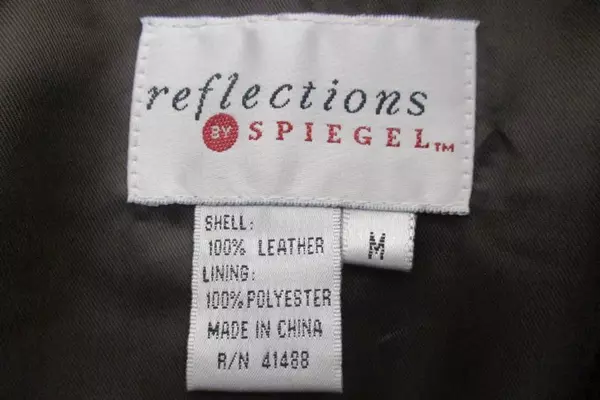 reflections
BY SPIEGEL™
SHELL:
100% LEATHER
LINING:
100% POLYESTER
MADE IN CHINA
R/N 41488
M